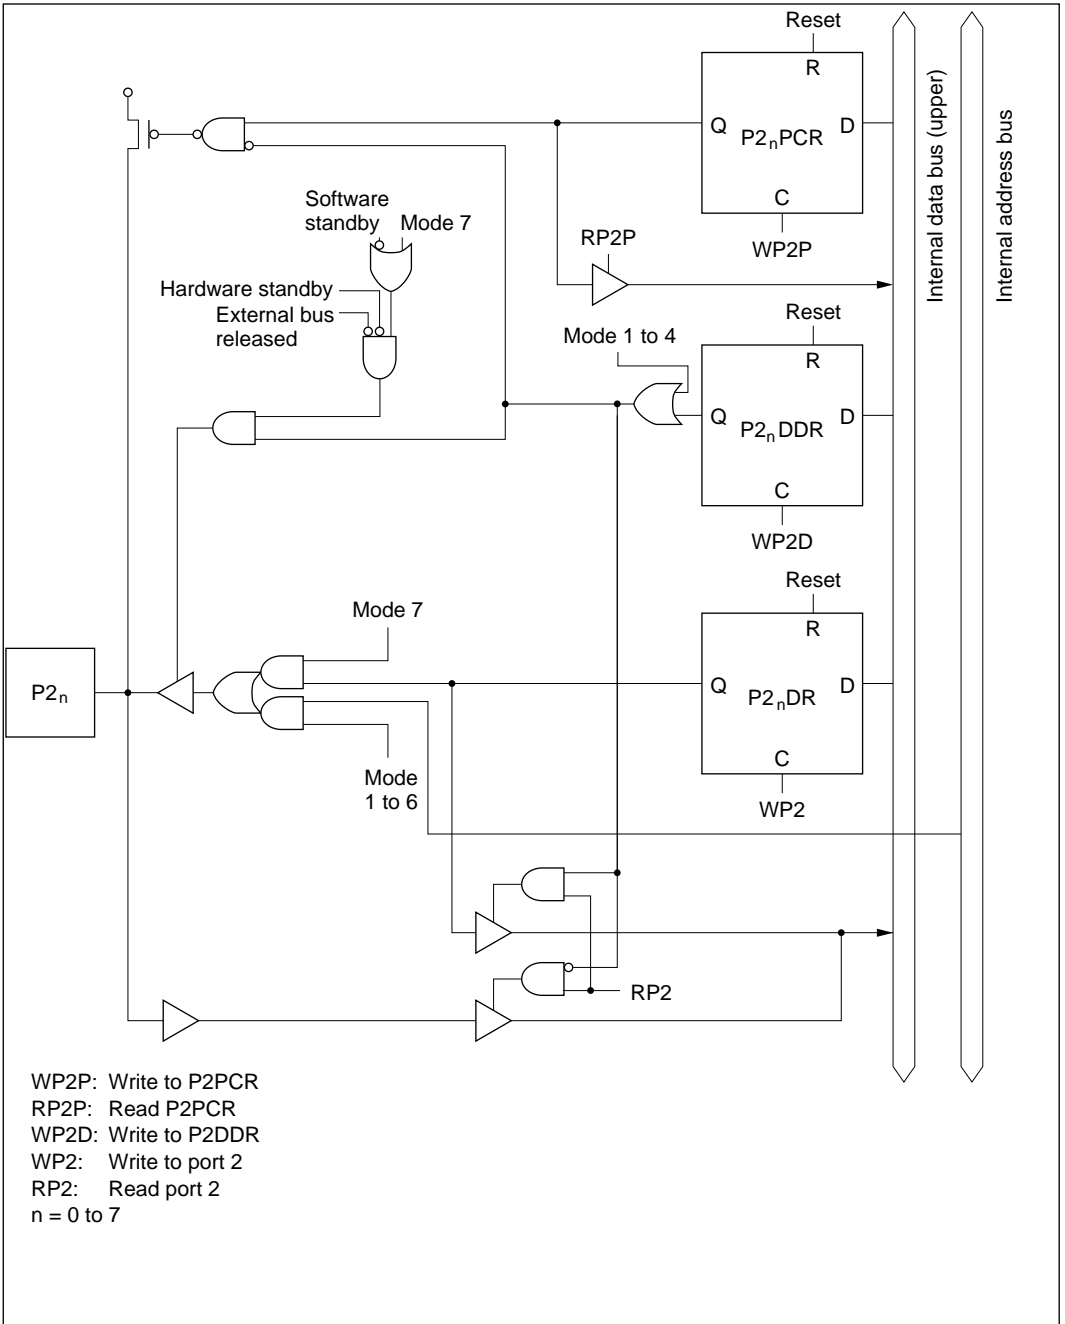 Reset
R
Q
P2nPCR
D
C
WP2P
Internal data bus (upper)
Internal address bus
Software
standby
Mode 7
RP2P
Hardware standby
External bus
released
Mode 1 to 4
Reset
R
Q
P2nDDR
D
C
WP2D
Reset
Mode 7
R
P2n
Q
P2nDR
D
C
Mode
1 to 6
WP2
RP2
WP2P: Write to P2PCR
RP2P: Read P2PCR
WP2D: Write to P2DDR
WP2: Write to port 2
RP2: Read port 2
n = 0 to 7